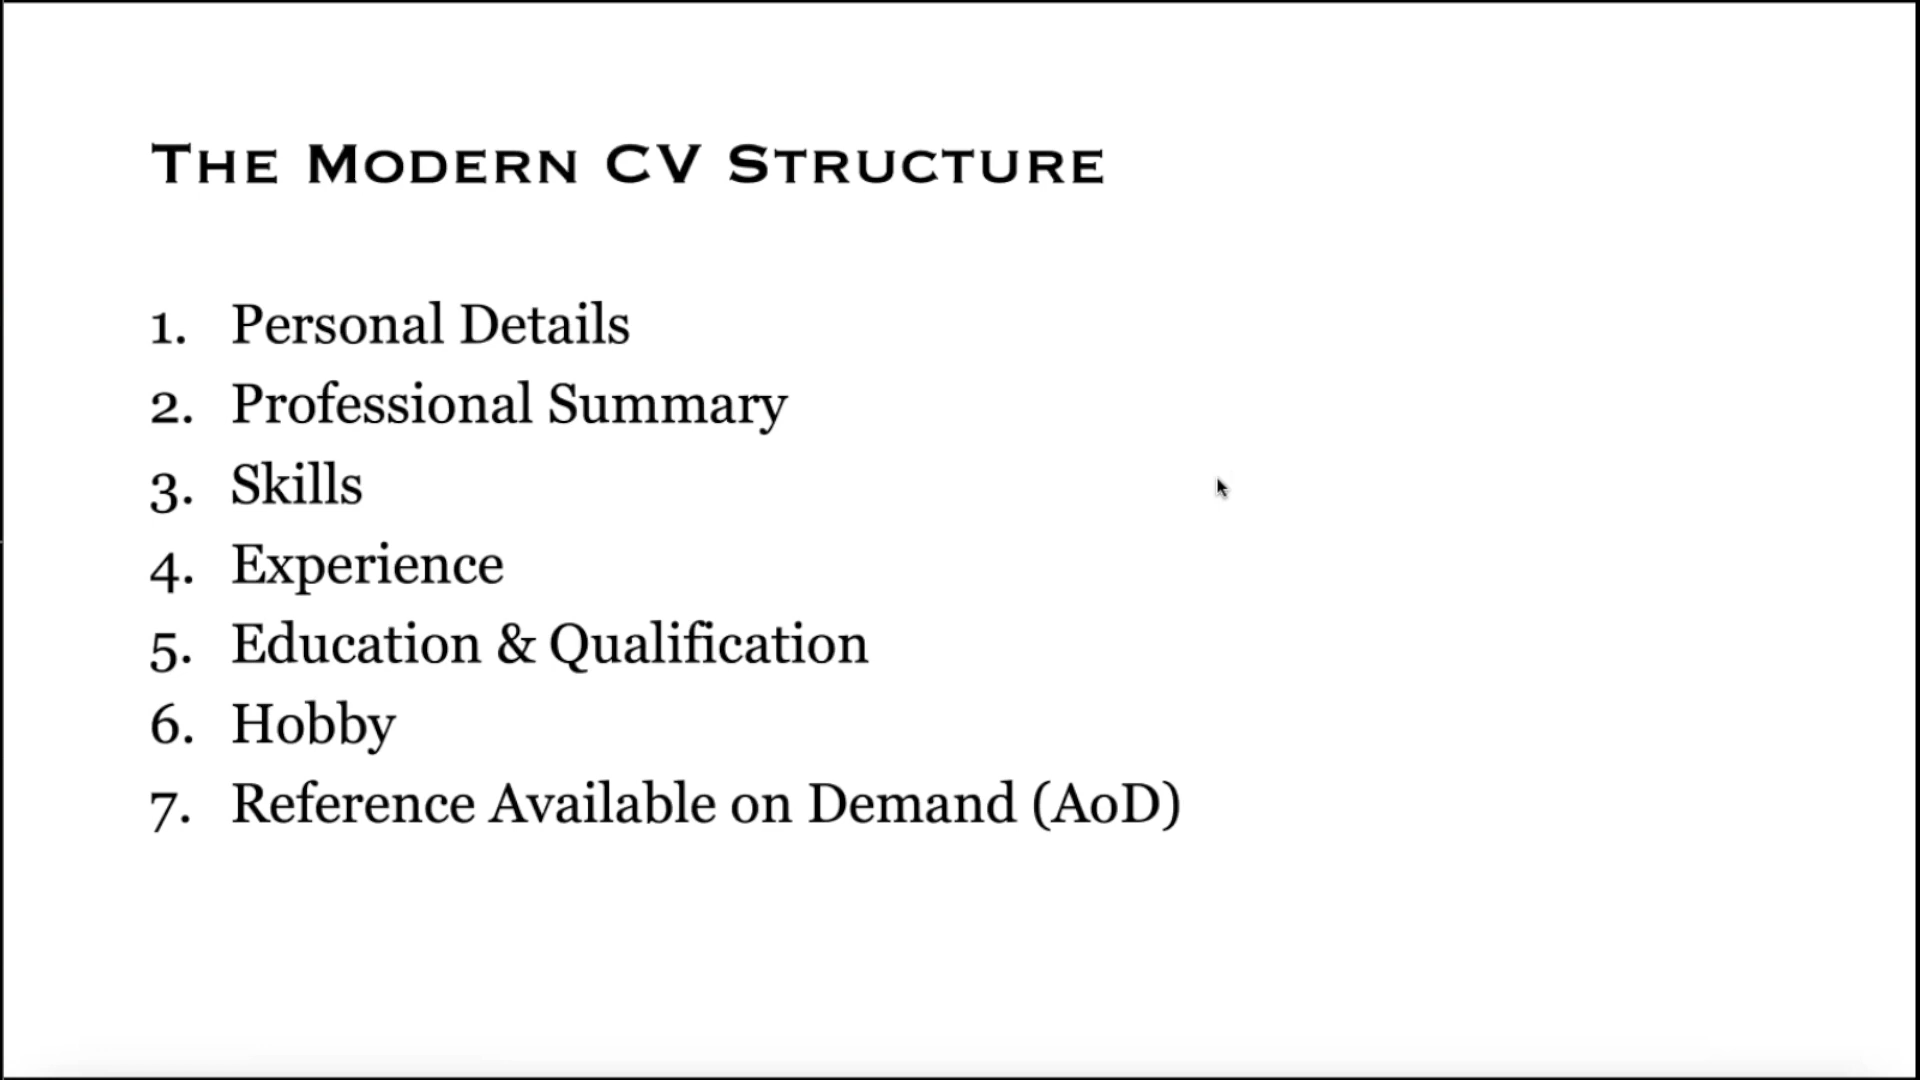 The Modern CV Structure
1. Personal Details
2. Professional Summary
3. Skills
4. Experience
5. Education & Qualification
6. Hobby
7. Reference Available on Demand (AoD)